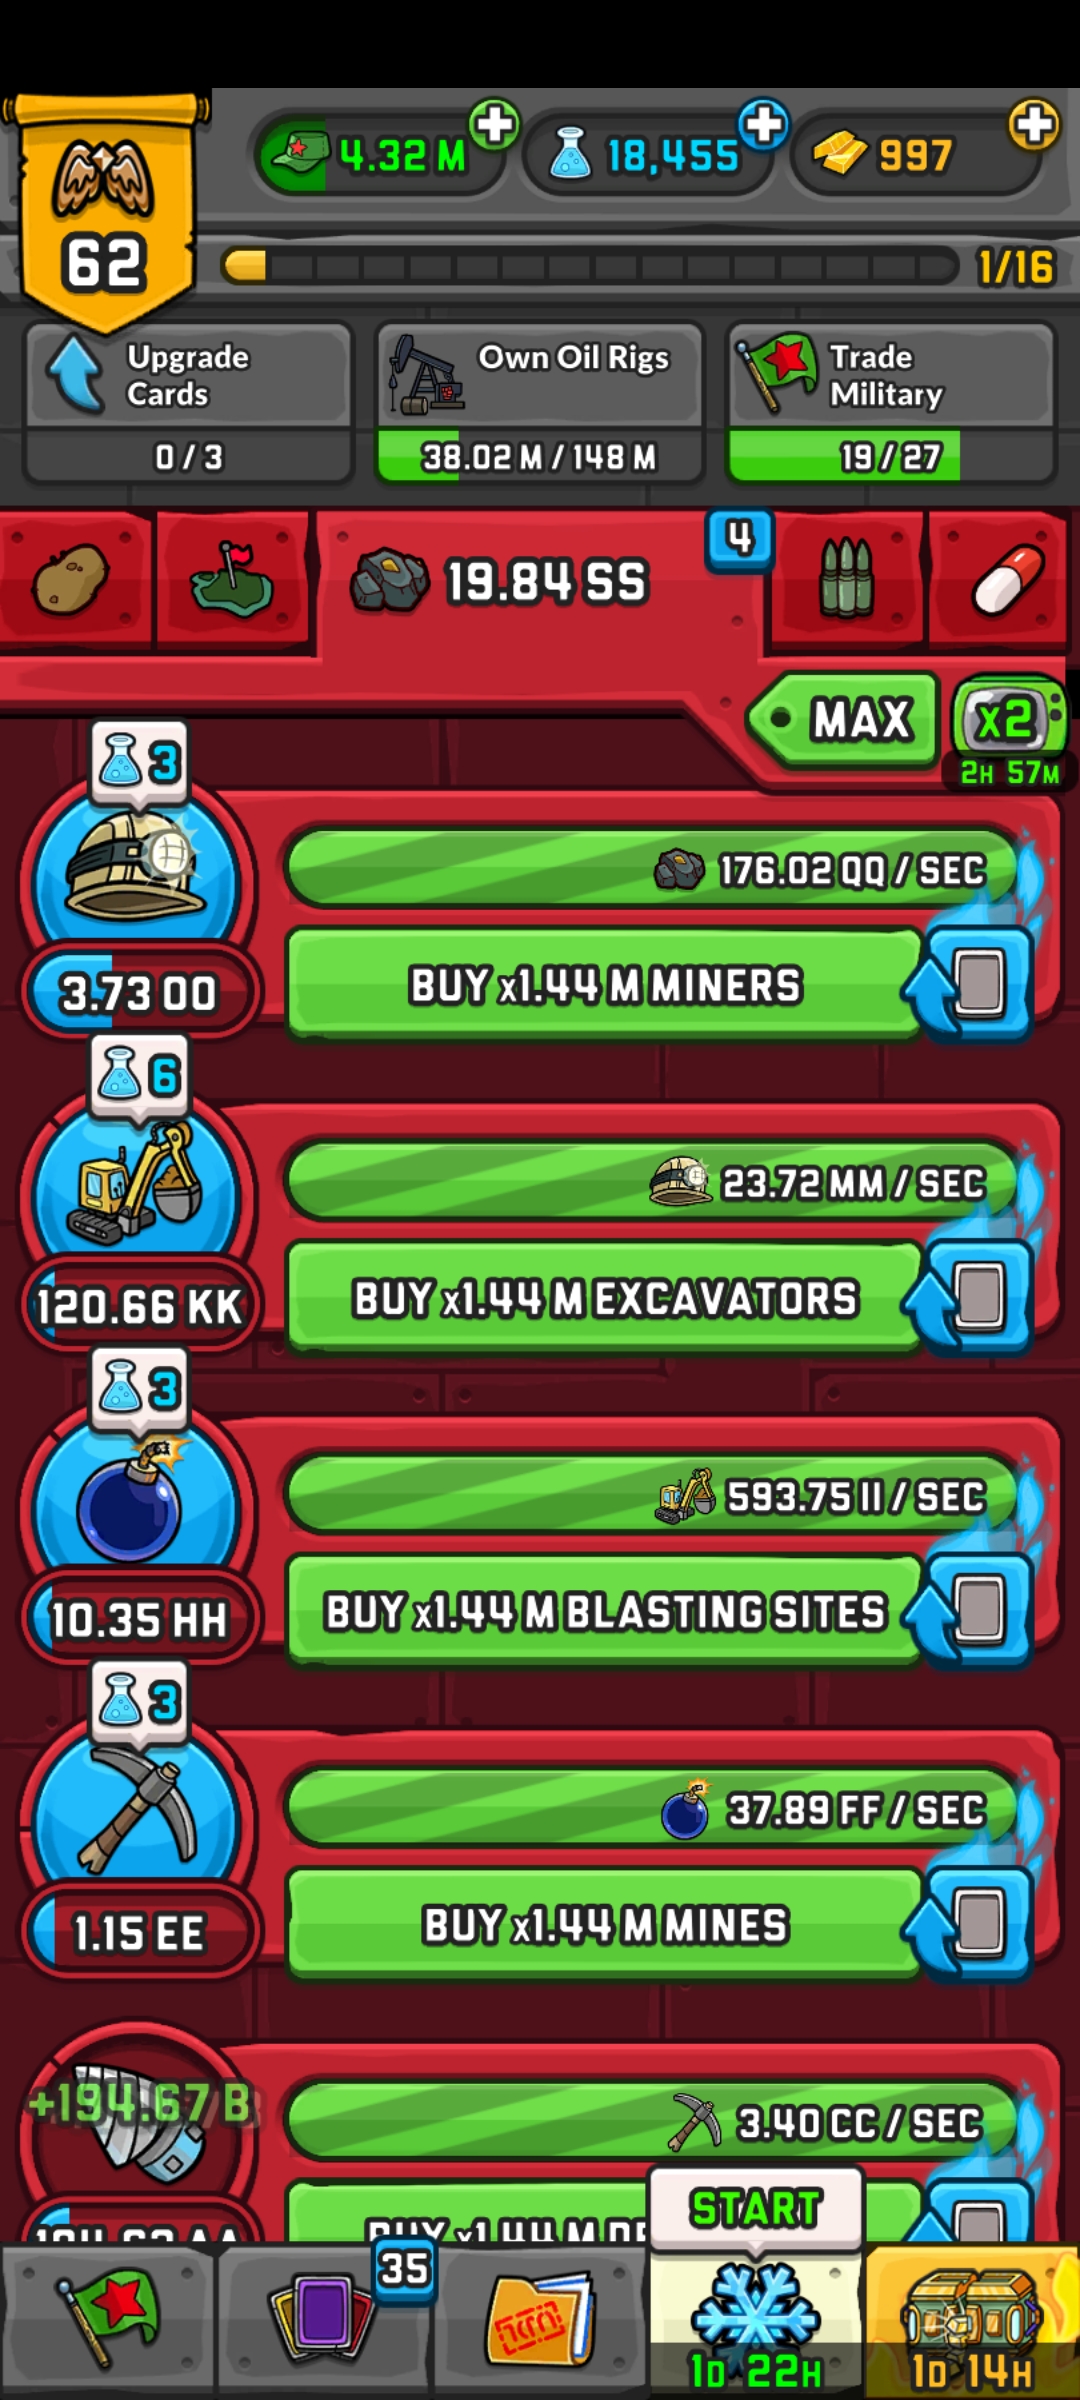 4.32 M
18,455
997
62
1/16
Upgrade
Cards
0 / 3
Own Oil Rigs
38.02 M / 148 M
Trade
Military
19 / 27
19.84 SS
4
MAX
x2
2H 57M
3
176.02 QQ / SEC
3.73 OO
BUY x1.44 M MINERS
6
23.72 MM / SEC
120.66 KK
BUY x1.44 M EXCAVATORS
3
593.75 II / SEC
10.35 HH
BUY x1.44 M BLASTING SITES
3
37.89 FF / SEC
1.15 EE
BUY x1.44 M MINES
+194.67 B
3.40 CC / SEC
BUY x1.44 M
START
35
1D 22H
1D 14H